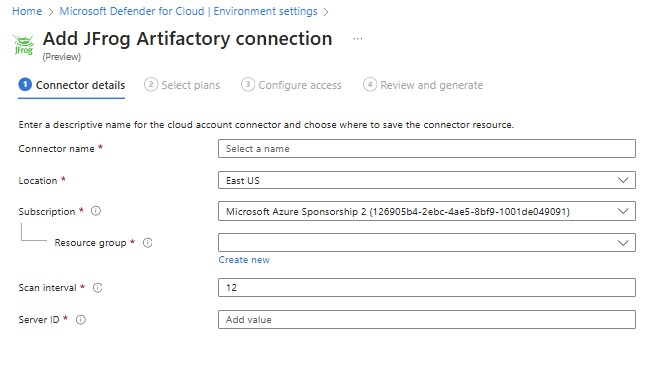 Home > Microsoft Defender for Cloud | Environment settings >
JFrog
Add JFrog Artifactory connection ...
(Preview)
1 Connector details 2 Select plans 3 Configure access 4 Review and generate
Enter a descriptive name for the cloud account connector and choose where to save the connector resource.
Connector name * Select a name
Location * East US
Subscription * Microsoft Azure Sponsorship 2 (126905b4-2ebc-4ae5-8bf9-1001de049091)
Resource group *
Create new
Scan interval * 12
Server ID * Add value